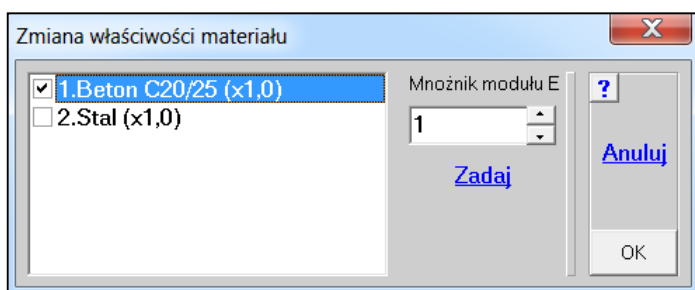 Zmiana właściwości materiału
X
1.Beton C20/25 (x1,0)
2.Stal (x1,0)
Mnożnik modułu E
1
Zadaj
?
Anuluj
OK